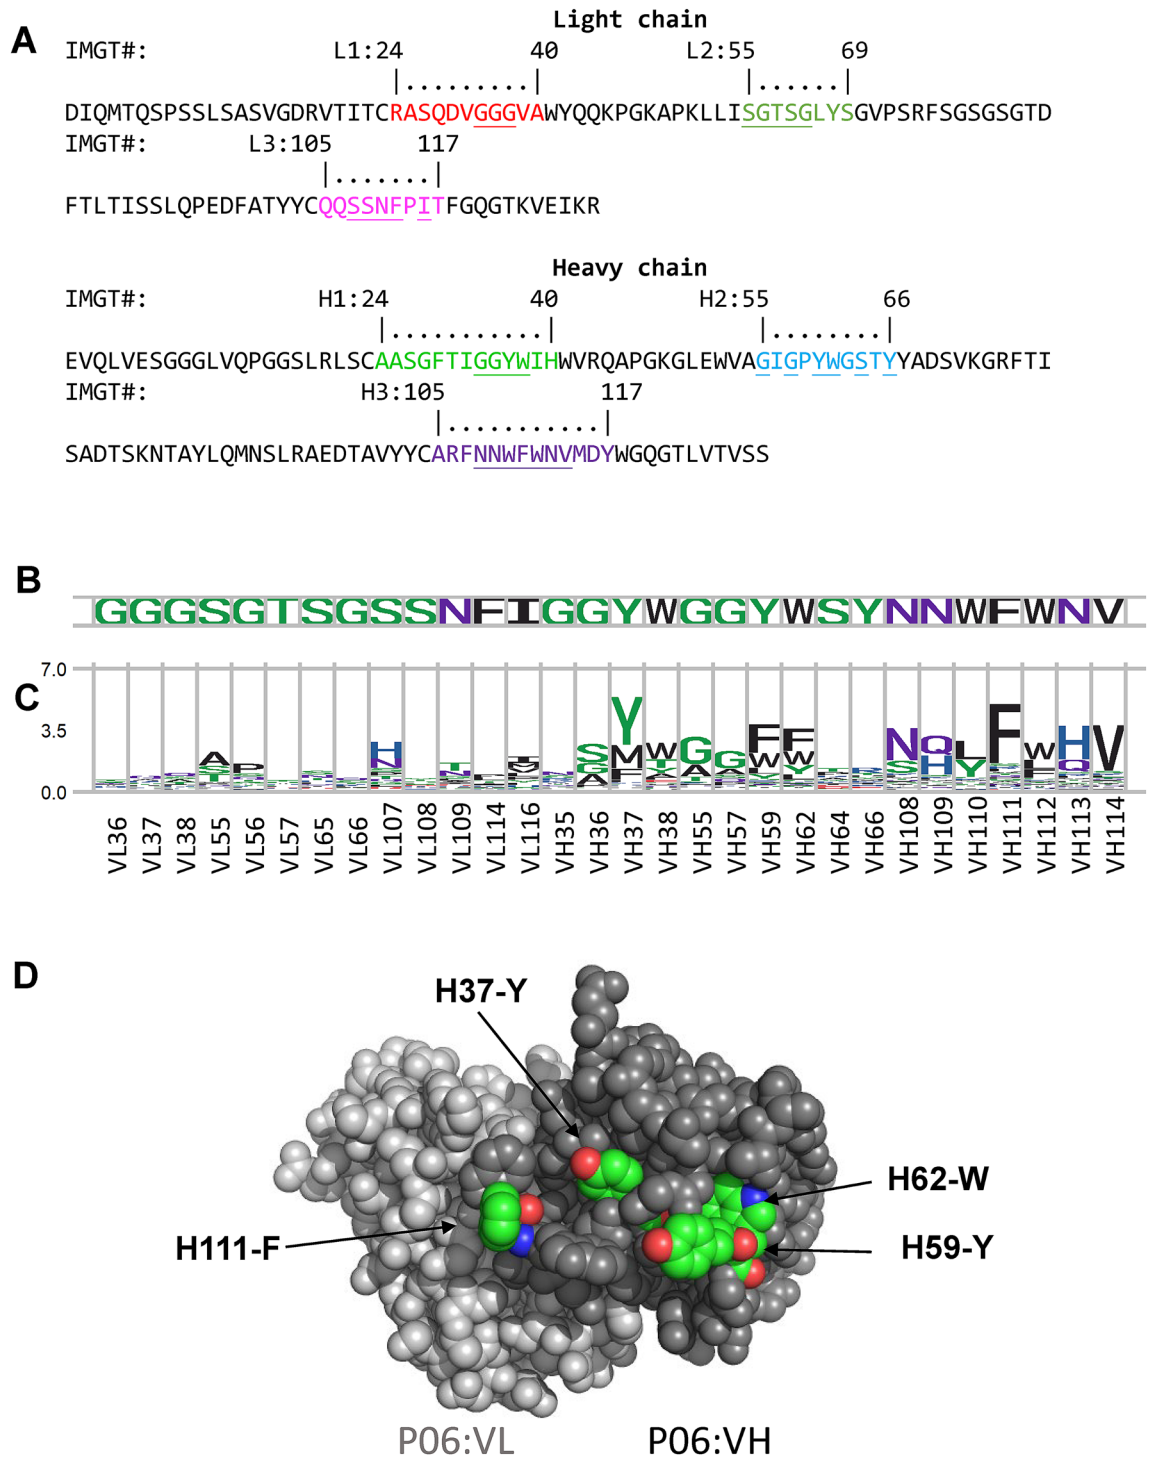 A
Light chain
IMGT#: L1:24 40 L2:55 69
|.........| |......|
DIQMTQSPSSLSASVGDRVTITCRASQDVGGGVAWYQQKPGKAPKLLISGTSGLYSGVPSRFSGSGSGTD
IMGT#: L3:105 117
|.......|
FTLTISSLQPEDFATYYCQQSSNFPITFGQGTKVEIKR
Heavy chain
IMGT#: H1:24 40 H2:55 66
|...........| |........|
EVQLVESGGGLVQPGGSLRLSCAASGFTIGGYWIHWVRQAPGKGLEWVAGIGPYWGSTYYADSVKGRFTI
IMGT#: H3:105 117
|...........|
SADTSKNTAYLQMNSLRAEDTAVYYCARFNNWFWNVMDYWGQGTLVTVSS
B
GGGSGTSGSSNFIGGYWGGYWSYNNWFWNV
C
7.0
3.5
0.0
VL36 VL37 VL38 VL55 VL56 VL57 VL65 VL66 VL107 VL108 VL109 VL114 VL116 VH35 VH36 VH37 VH38 VH55 VH57 VH59 VH62 VH64 VH66 VH108 VH109 VH110 VH111 VH112 VH113 VH114
D
H37-Y
H62-W
H59-Y
H111-F
P06:VL P06:VH